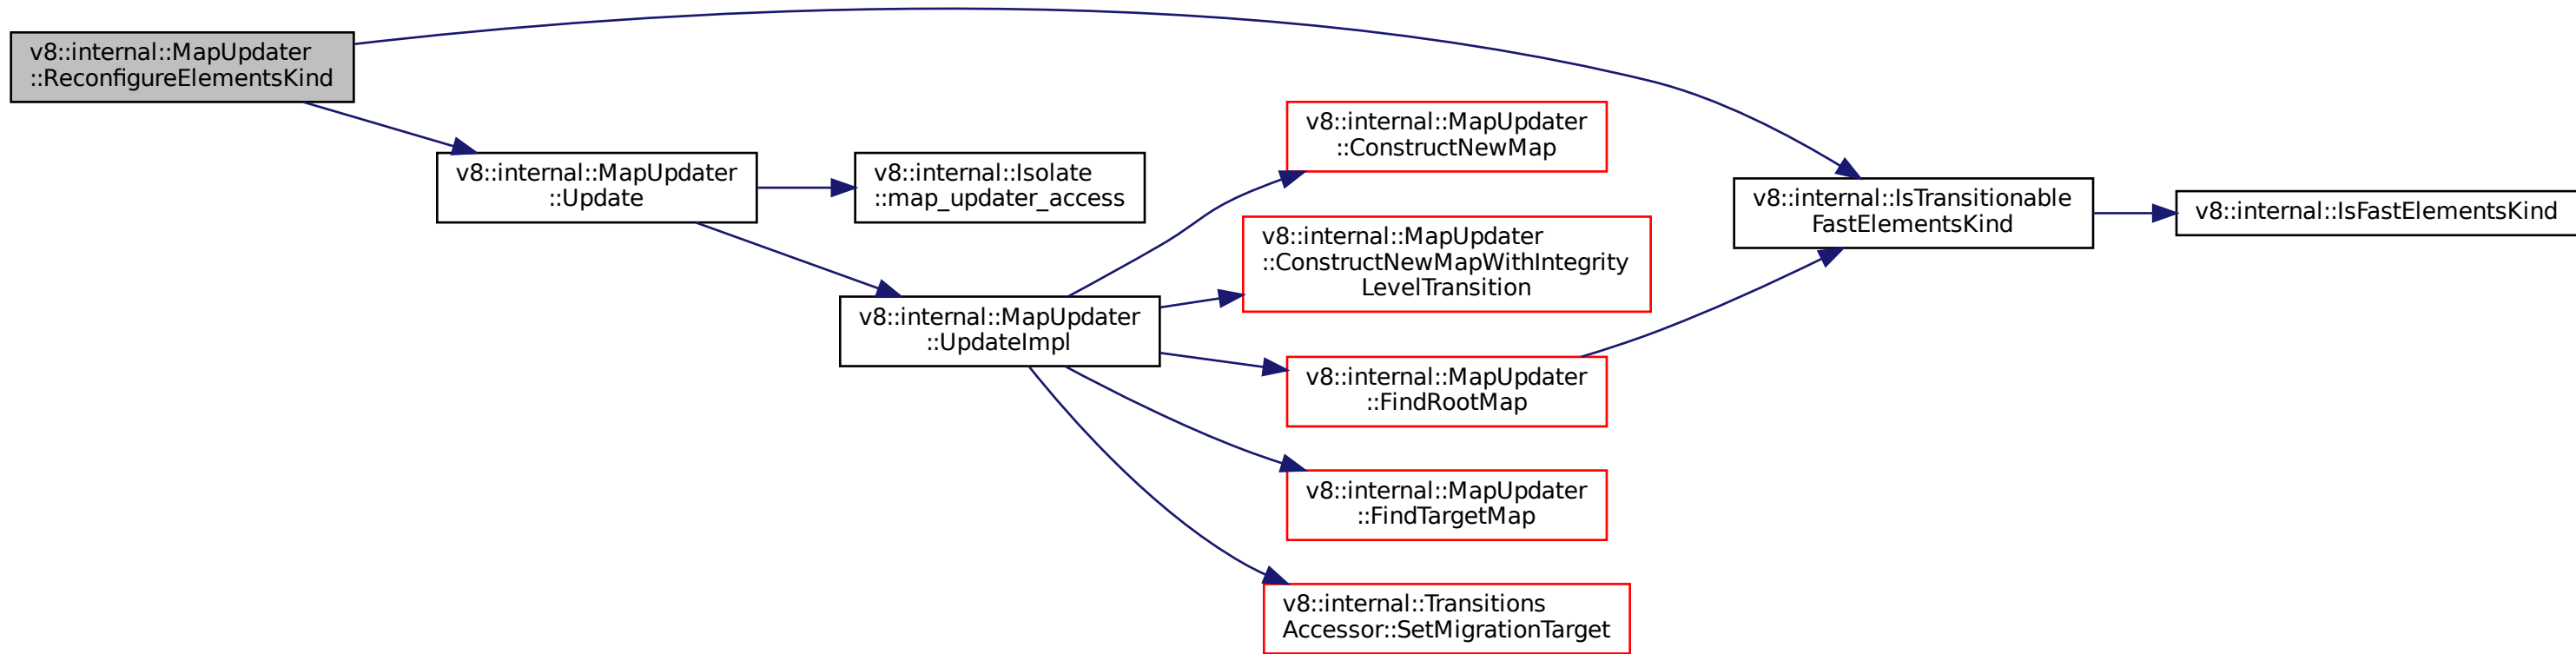 v8::internal::MapUpdater
::ReconfigureElementsKind
v8::internal::MapUpdater
::Update
v8::internal::Isolate
::map_updater_access
v8::internal::MapUpdater
::UpdateImpl
v8::internal::MapUpdater
::ConstructNewMap
v8::internal::MapUpdater
::ConstructNewMapWithIntegrity
LevelTransition
v8::internal::MapUpdater
::FindRootMap
v8::internal::MapUpdater
::FindTargetMap
v8::internal::Transitions
Accessor::SetMigrationTarget
v8::internal::IsTransitionable
FastElementsKind
v8::internal::IsFastElementsKind